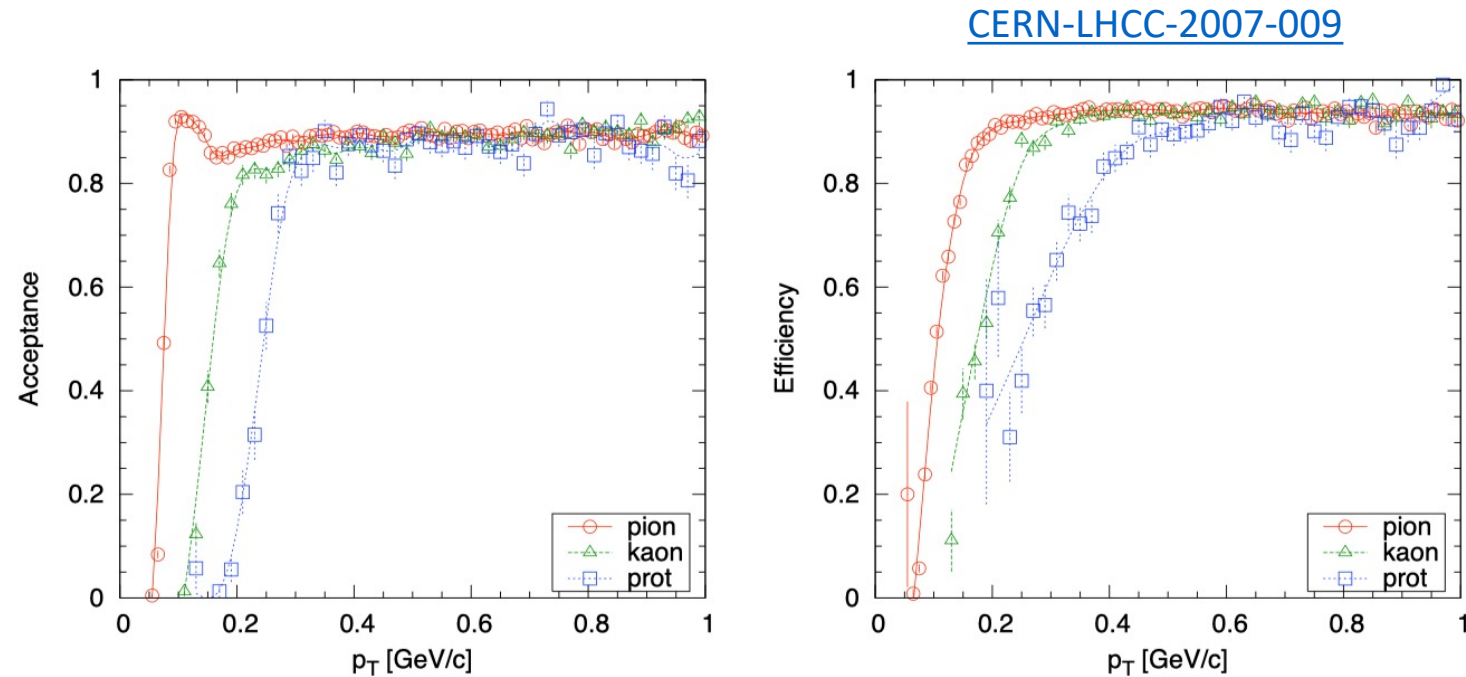 CERN-LHCC-2007-009
Acceptance
1
0.8
0.6
0.4
0.2
0
0 0.2 0.4 0.6 0.8 1
p_T [GeV/c]
pion
kaon
prot
Efficiency
1
0.8
0.6
0.4
0.2
0
0 0.2 0.4 0.6 0.8 1
p_T [GeV/c]
pion
kaon
prot